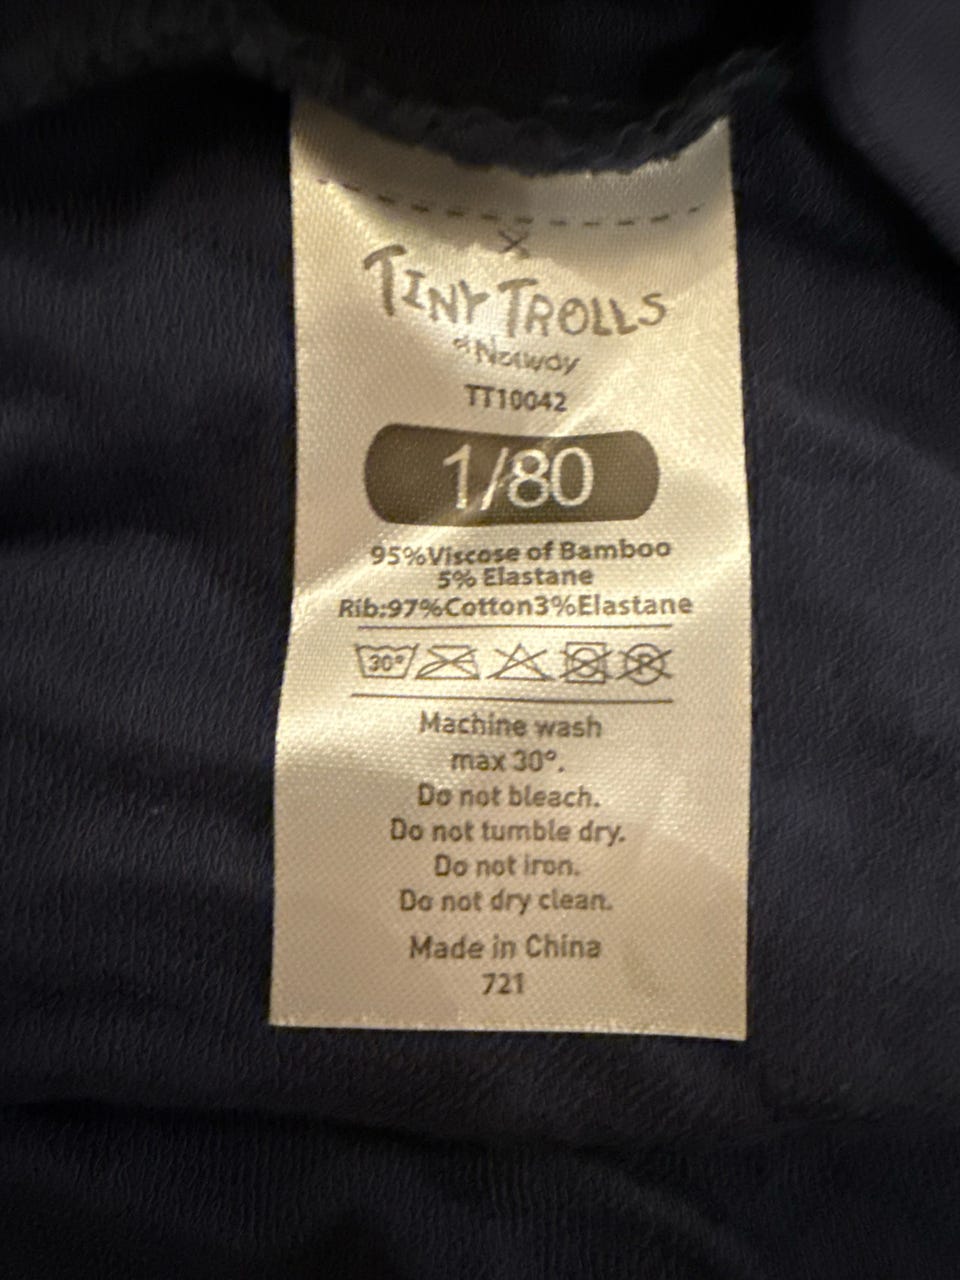 TINY TROLLS
of Norway
TT10042
1/80
95%Viscose of Bamboo
5% Elastane
Rib:97%Cotton3%Elastane
30°
P
Machine wash
max 30°.
Do not bleach.
Do not tumble dry.
Do not iron.
Do not dry clean.
Made in China
721